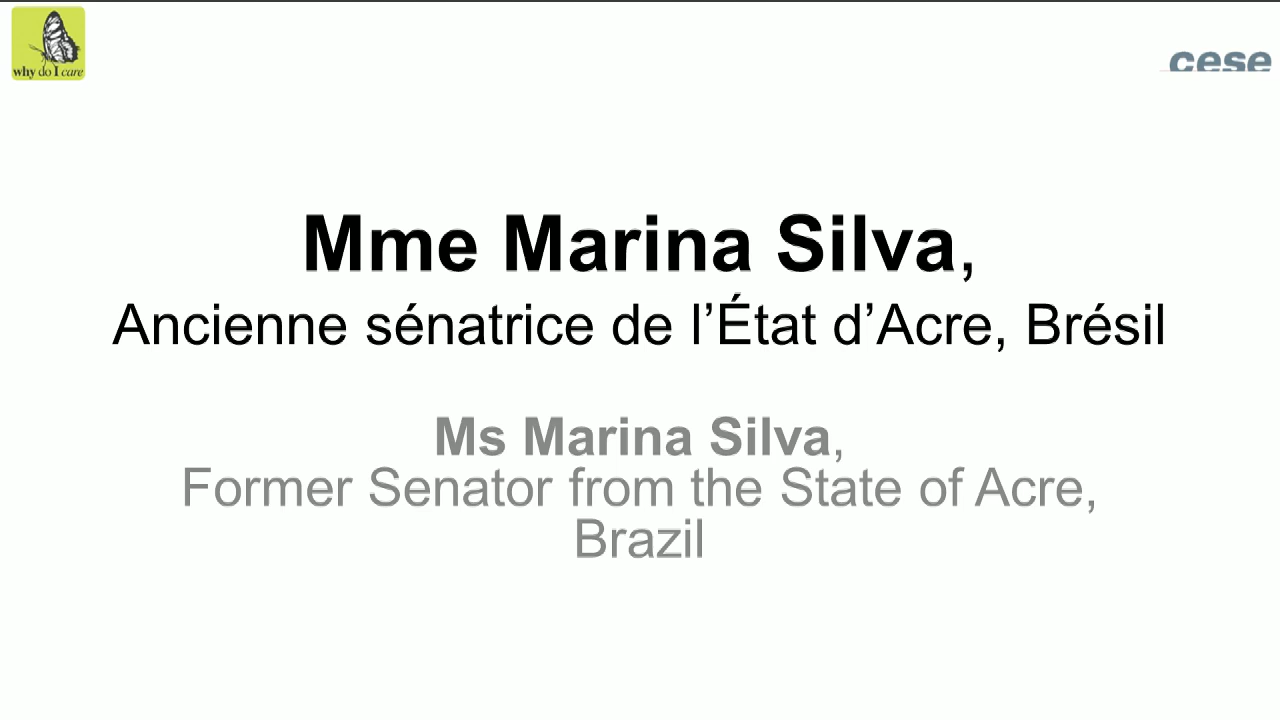 why do I care
cese
Mme Marina Silva,
Ancienne sénatrice de l’État d’Acre, Brésil
Ms Marina Silva,
Former Senator from the State of Acre,
Brazil